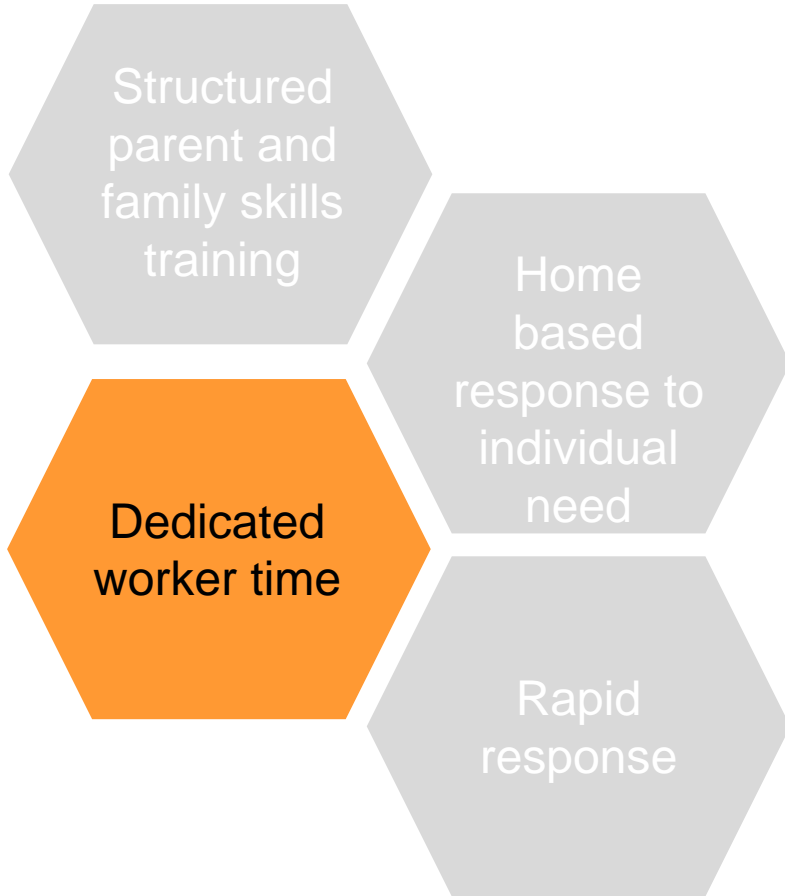 Structured
parent and
family skills
training
Home
based
response to
individual
need
Dedicated
worker time
Rapid
response